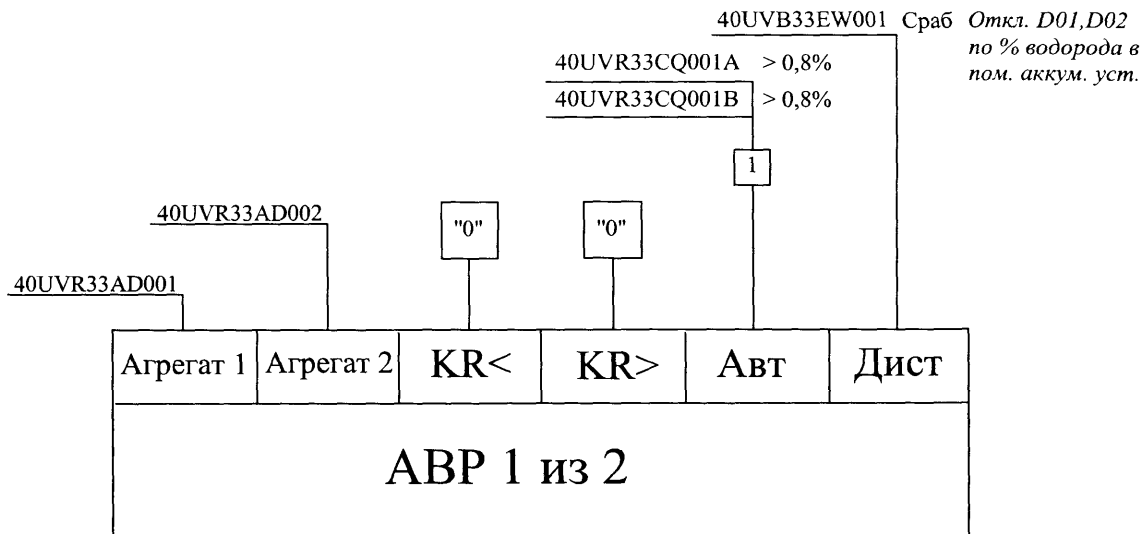 40UVB33EW001 Сраб Откл. D01,D02
по % водорода в
пом. аккум. уст.
40UVR33CQ001A > 0,8%
40UVR33CQ001B > 0,8%
1
40UVR33AD002
"0" "0"
40UVR33AD001
Агрегат 1 Агрегат 2 KR< KR> Авт Дист
АВР 1 из 2